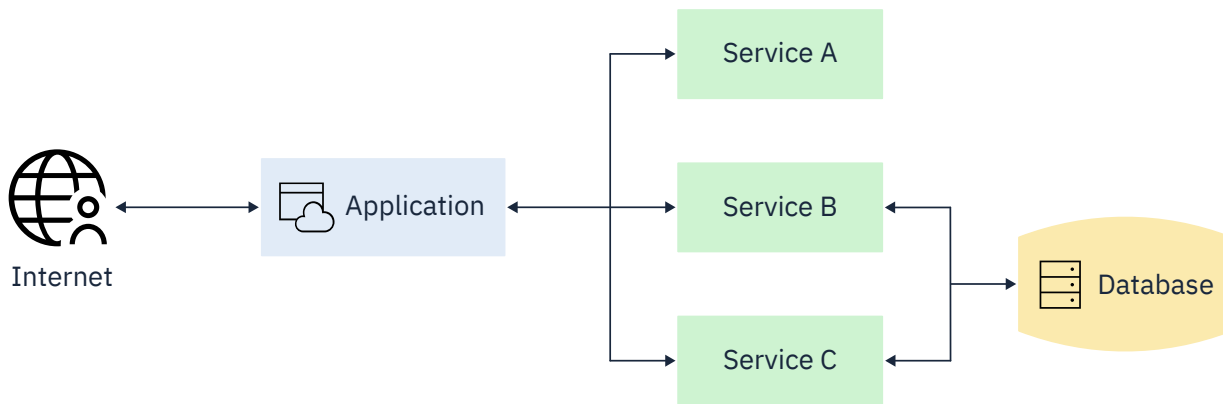 Service A
Internet
Application
Service B
Database
Service C